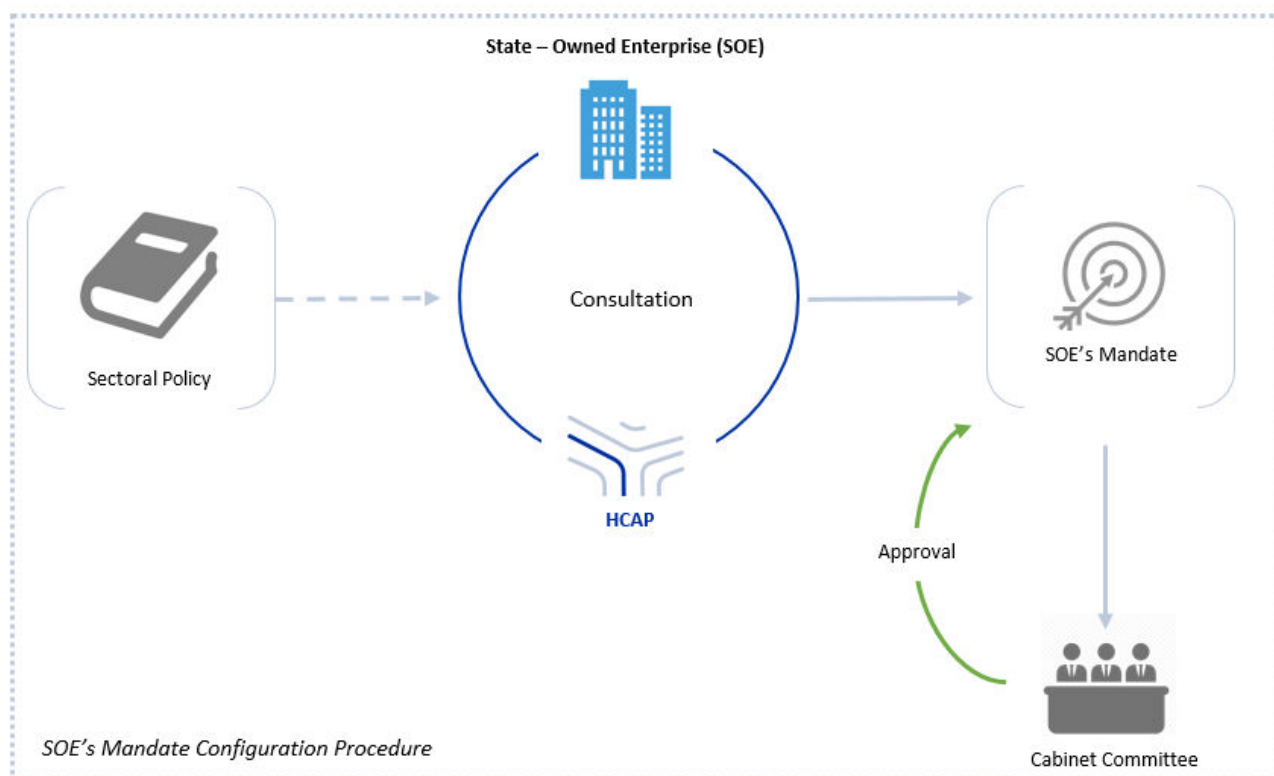 State – Owned Enterprise (SOE)
Consultation
Sectoral Policy
SOE’s Mandate
HCAP
Approval
SOE’s Mandate Configuration Procedure
Cabinet Committee